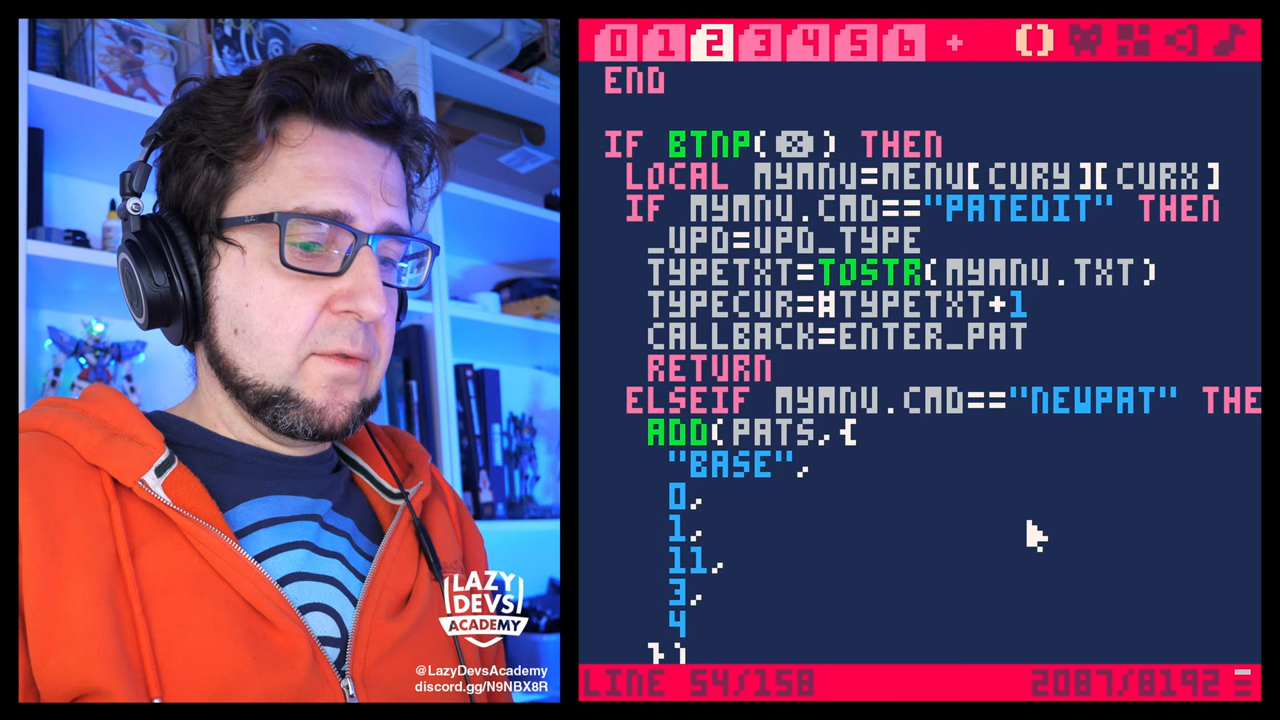 LAZY
DEVS
ACADEMY
@LazyDevsAcademy
discord.gg/N9NBX8R
0 1 2 3 4 5 6 +
END
IF BTNP(❎) THEN
LOCAL MYMNU=MENU[CURY][CURX]
IF MYMNU.CMD=="PATEDIT" THEN
_UPD=UPD_TYPE
TYPETXT=TOSTR(MYMNU.TXT)
TYPECUR=#TYPETXT+1
CALLBACK=ENTER_PAT
RETURN
ELSEIF MYMNU.CMD=="NEWPAT" THE
ADD(PATS,{
"BASE",
0,
1,
11,
3,
4
})
LINE 54/158
2087/8192